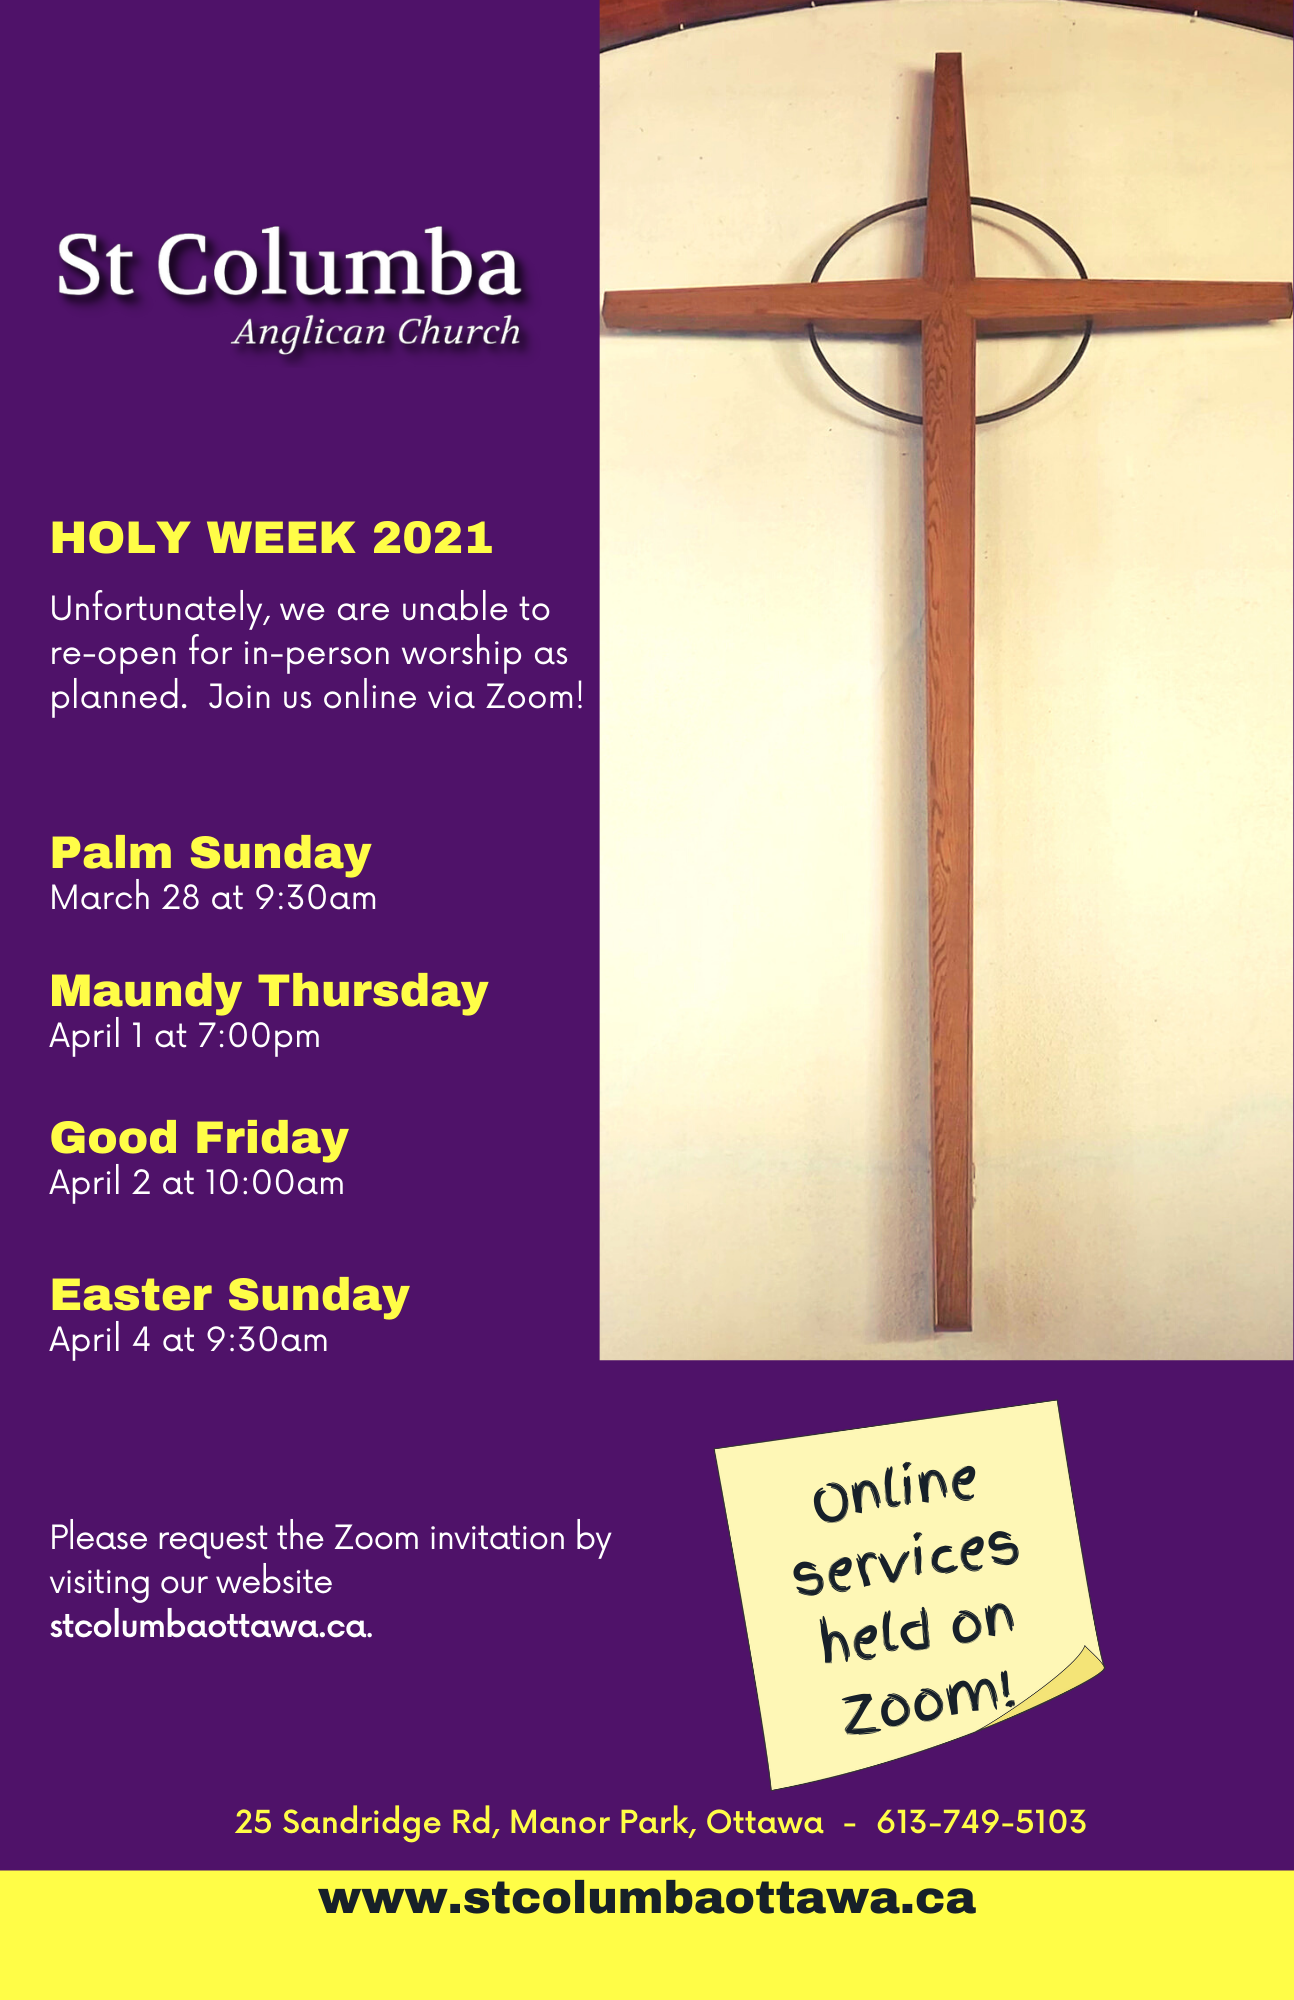 St Columba
Anglican Church
HOLY WEEK 2021
Unfortunately, we are unable to
re-open for in-person worship as
planned.  Join us online via Zoom!
Palm Sunday
March 28 at 9:30am
Maundy Thursday
April 1 at 7:00pm
Good Friday
April 2 at 10:00am
Easter Sunday
April 4 at 9:30am
Please request the Zoom invitation by
visiting our website
stcolumbaottawa.ca.
Online
services
held on
Zoom!
25 Sandridge Rd, Manor Park, Ottawa  -  613-749-5103
www.stcolumbaottawa.ca